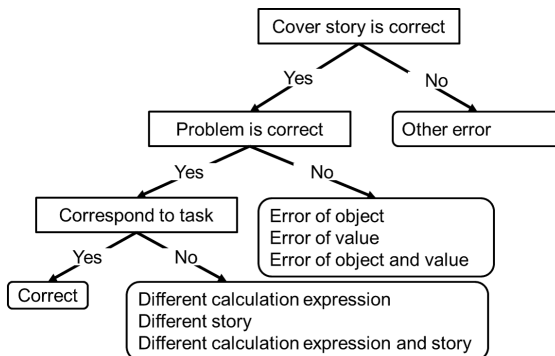 Cover story is correct
Yes
No
Problem is correct
Other error
Yes
No
Correspond to task
Error of object
Error of value
Error of object and value
Yes
No
Correct
Different calculation expression
Different story
Different calculation expression and story